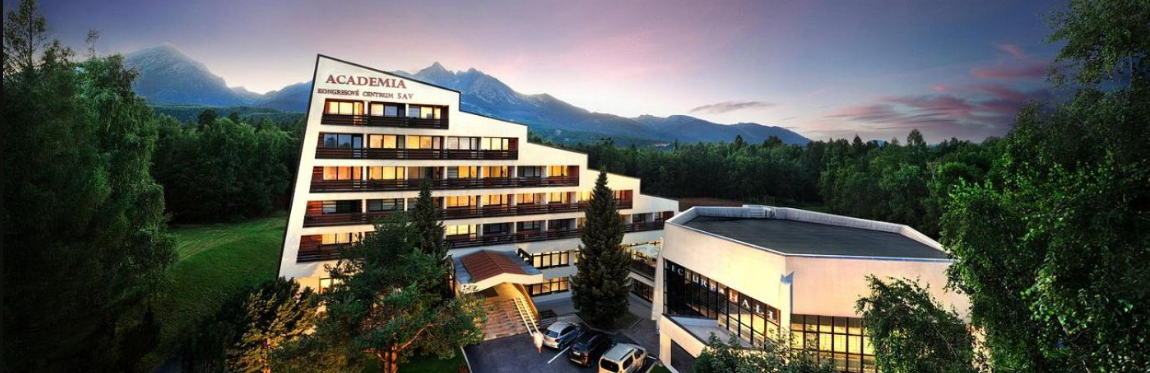 ACADEMIA
KONGRESOVÉ CENTRUM SAV
LECTURE HALL